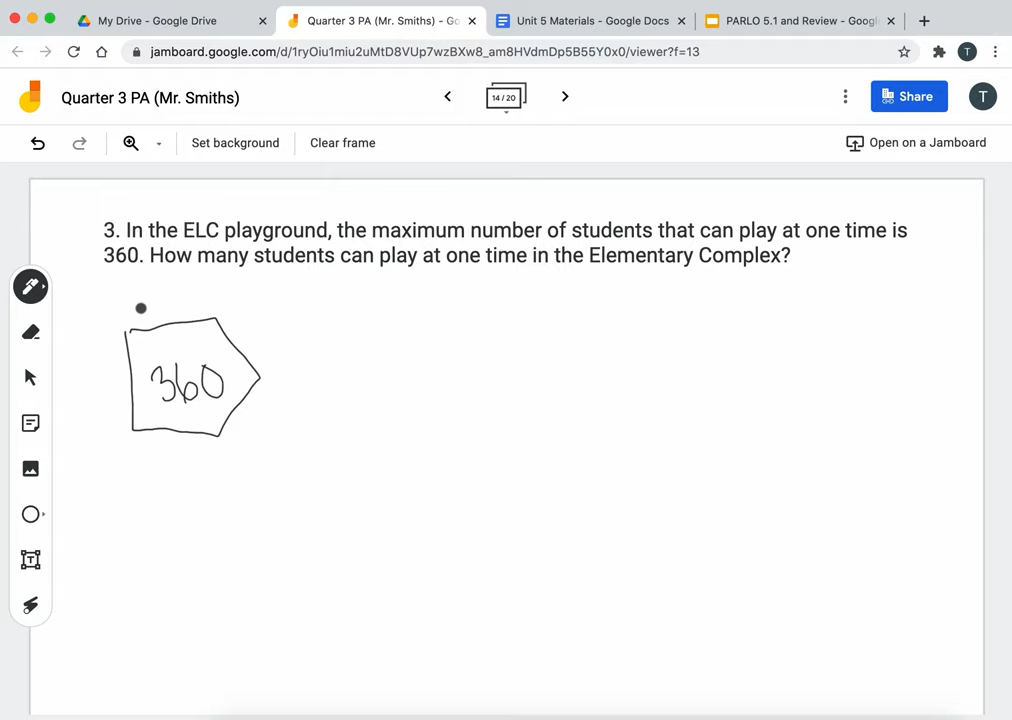 My Drive - Google Drive
Quarter 3 PA (Mr. Smiths) - Go
Unit 5 Materials - Google Docs
PARLO 5.1 and Review - Googl
jamboard.google.com/d/1ryOiu1miu2uMtD8VUp7wzBXw8_am8HVdmDp5B55Y0x0/viewer?f=13
T
Quarter 3 PA (Mr. Smiths)
14 / 20
Share
T
Set background
Clear frame
Open on a Jamboard
3. In the ELC playground, the maximum number of students that can play at one time is
360. How many students can play at one time in the Elementary Complex?
360
T